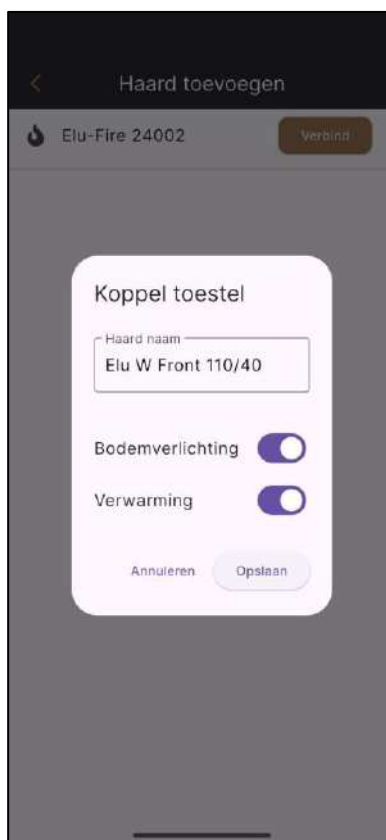 Haard toevoegen
Elu-Fire 24002
Verbind
Koppel toestel
Haard naam
Elu W Front 110/40
Bodemverlichting
Verwarming
Annuleren Opslaan